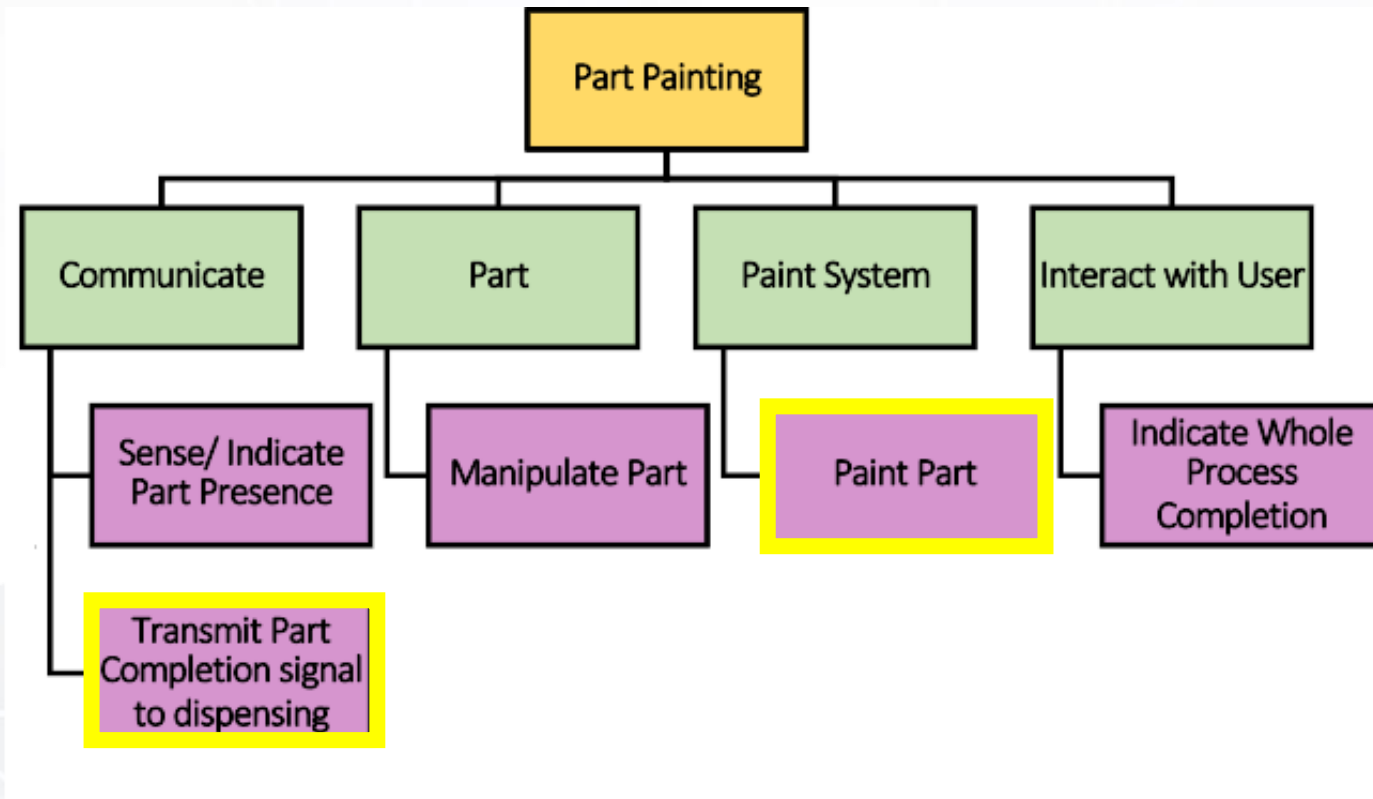 Part Painting
Communicate
Part
Paint System
Interact with User
Sense/ Indicate
Part Presence
Manipulate Part
Paint Part
Indicate Whole
Process
Completion
Transmit Part
Completion signal
to dispensing